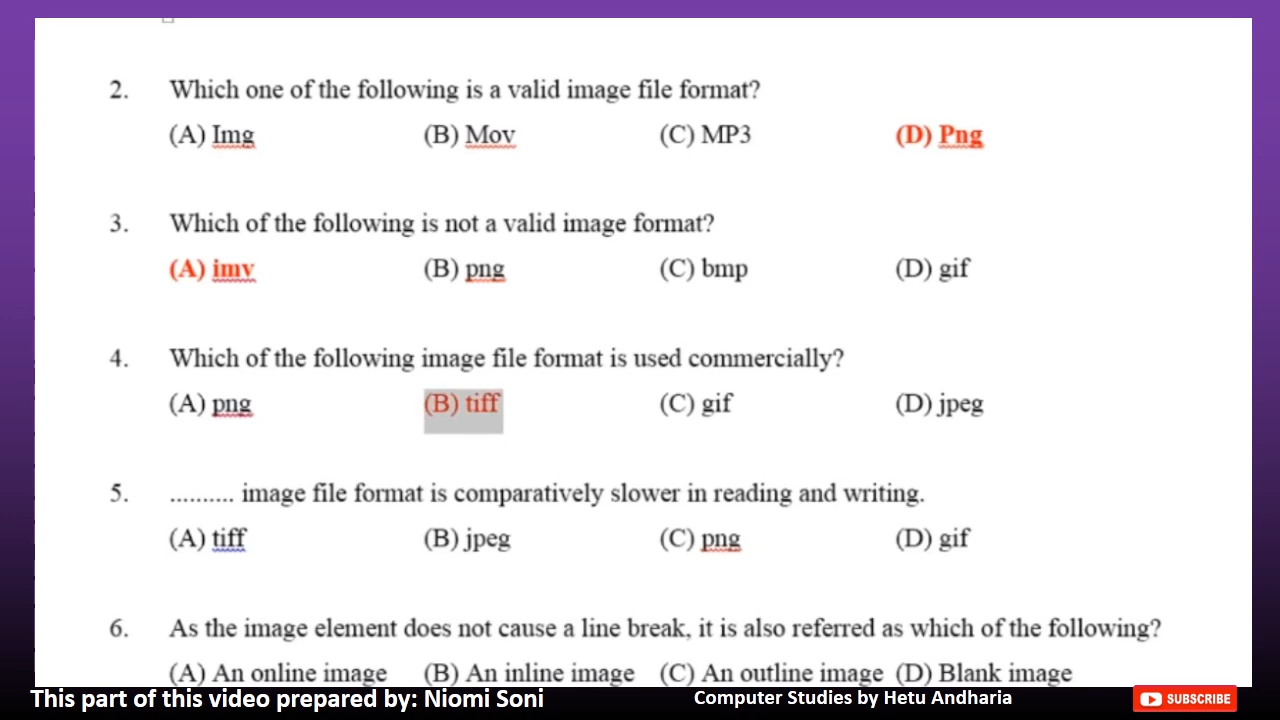 2. Which one of the following is a valid image file format?
(A) Img (B) Mov (C) MP3 (D) Png
3. Which of the following is not a valid image format?
(A) imv (B) png (C) bmp (D) gif
4. Which of the following image file format is used commercially?
(A) png (B) tiff (C) gif (D) jpeg
5. .......... image file format is comparatively slower in reading and writing.
(A) tiff (B) jpeg (C) png (D) gif
6. As the image element does not cause a line break, it is also referred as which of the following?
(A) An online image (B) An inline image (C) An outline image (D) Blank image
This part of this video prepared by: Niomi Soni Computer Studies by Hetu Andharia SUBSCRIBE